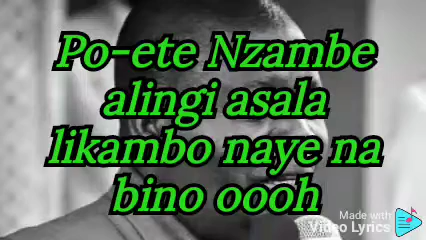 Po-ete Nzambe
alingi asala
likambo naye na
bino oooh
Made with
Video Lyrics